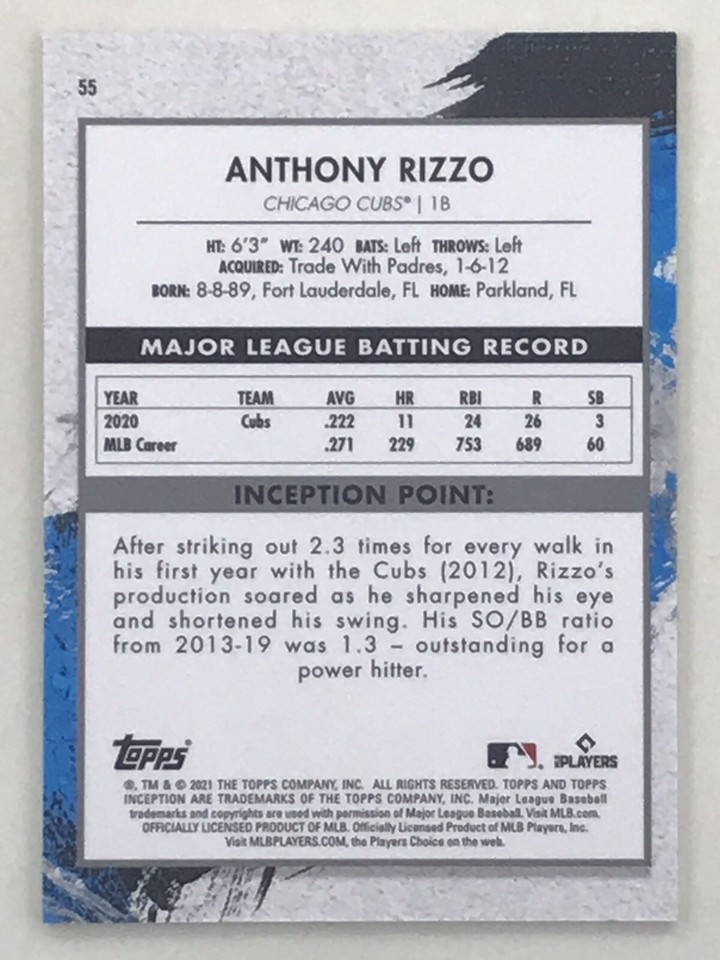 55
ANTHONY RIZZO
CHICAGO CUBS® | 1B
HT: 6'3" WT: 240 BATS: Left THROWS: Left
ACQUIRED: Trade With Padres, 1-6-12
BORN: 8-8-89, Fort Lauderdale, FL HOME: Parkland, FL
MAJOR LEAGUE BATTING RECORD
YEAR TEAM AVG HR RBI R SB
2020 Cubs .222 11 24 26 3
MLB Career .271 229 753 689 60
INCEPTION POINT:
After striking out 2.3 times for every walk in
his first year with the Cubs (2012), Rizzo's
production soared as he sharpened his eye
and shortened his swing. His SO/BB ratio
from 2013-19 was 1.3 – outstanding for a
power hitter.
Topps® MLB PLAYERS
®, TM & © 2021 THE TOPPS COMPANY, INC. ALL RIGHTS RESERVED. TOPPS AND TOPPS
INCEPTION ARE TRADEMARKS OF THE TOPPS COMPANY, INC. Major League Baseball
trademarks and copyrights are used with permission of Major League Baseball. Visit MLB.com.
OFFICIALLY LICENSED PRODUCT OF MLB. Officially Licensed Product of MLB Players, Inc.
Visit MLBPLAYERS.COM, the Players Choice on the web.